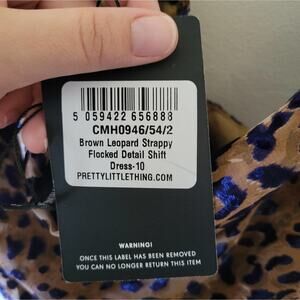 5 059422 656888
CMH0946/54/2
Brown Leopard Strappy
Flocked Detail Shift
Dress-10
PRETTYLITTLETHING.COM
WARNING!
ONCE THIS LABEL HAS BEEN REMOVED
YOU CAN NO LONGER RETURN THIS ITEM